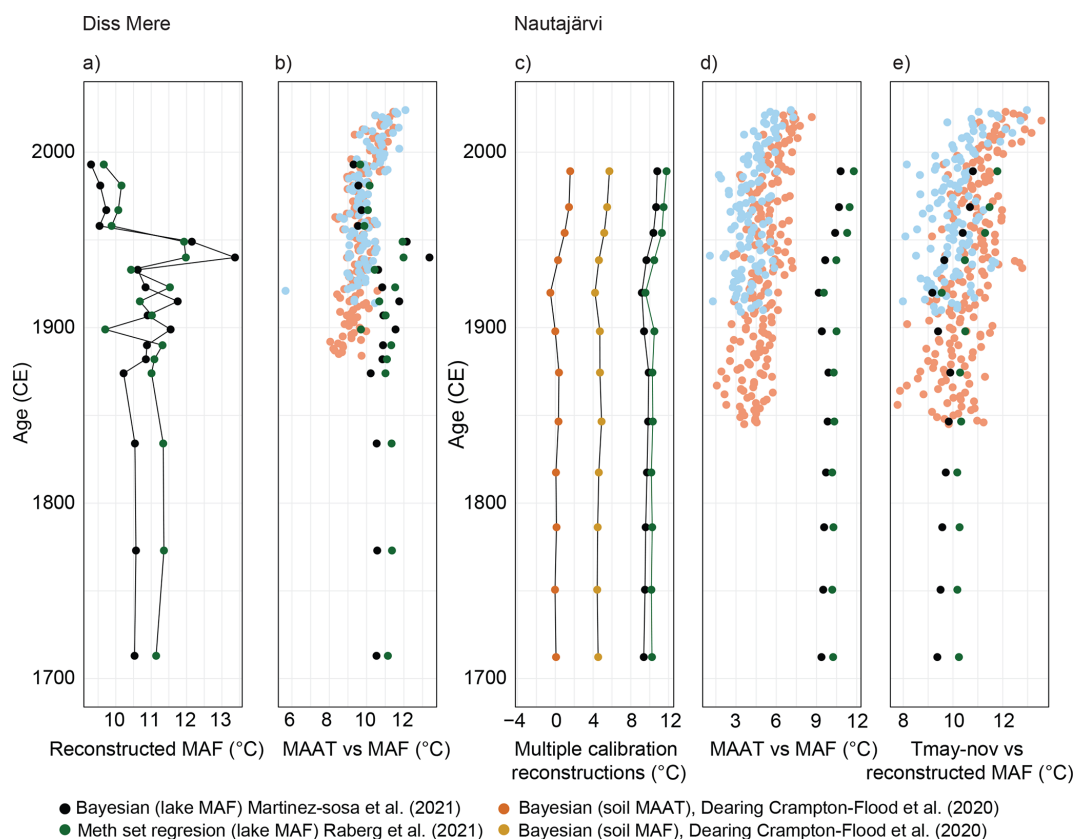 Diss Mere
Nautajärvi
a)
b)
c)
d)
e)
2000
1900
1800
1700
Age (CE)
2000
1900
1800
1700
Age (CE)
10 11 12 13
6 8 10 12
−4 0 4 8 12
3 6 9 12
8 10 12
Reconstructed MAF (°C)
MAAT vs MAF (°C)
Multiple calibration
reconstructions (°C)
MAAT vs MAF (°C)
Tmay-nov vs
reconstructed MAF (°C)
Bayesian (lake MAF) Martinez-sosa et al. (2021)
Meth set regresion (lake MAF) Raberg et al. (2021)
Bayesian (soil MAAT), Dearing Crampton-Flood et al. (2020)
Bayesian (soil MAF), Dearing Crampton-Flood et al. (2020)